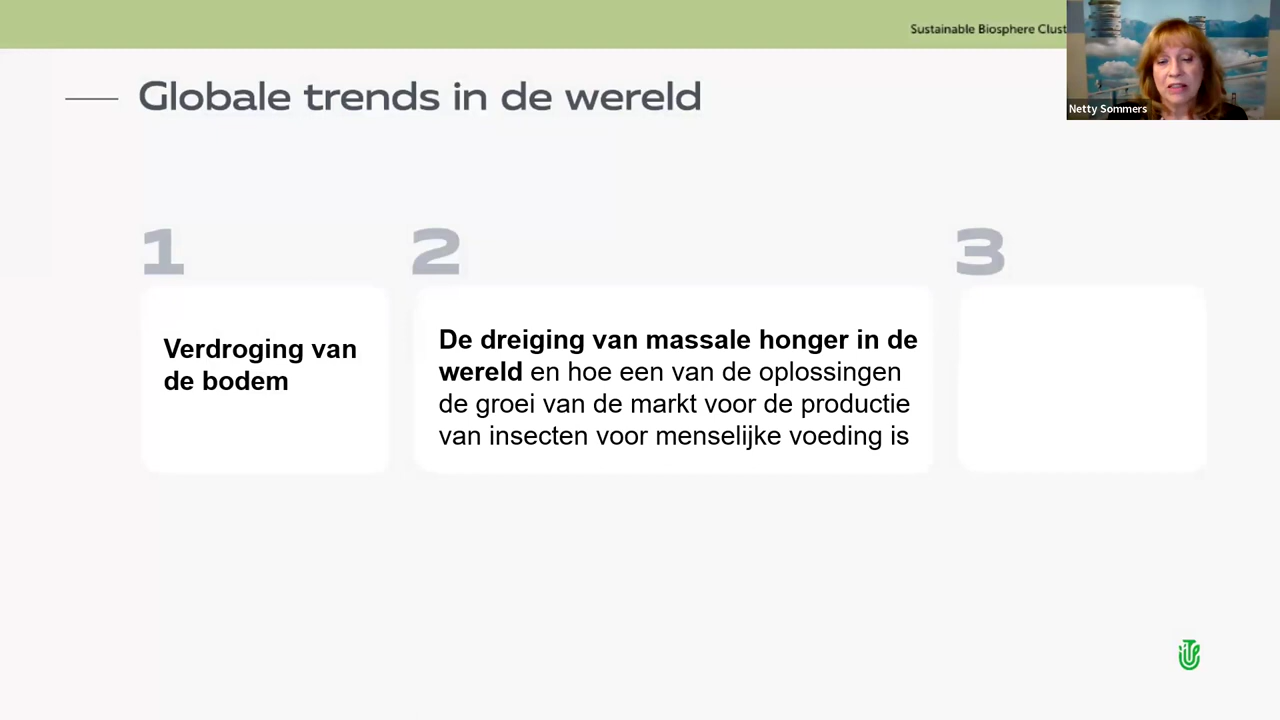 Sustainable Biosphere Clust
Netty Sommers
Globale trends in de wereld
1
2
3
Verdroging van
de bodem
De dreiging van massale honger in de
wereld en hoe een van de oplossingen
de groei van de markt voor de productie
van insecten voor menselijke voeding is